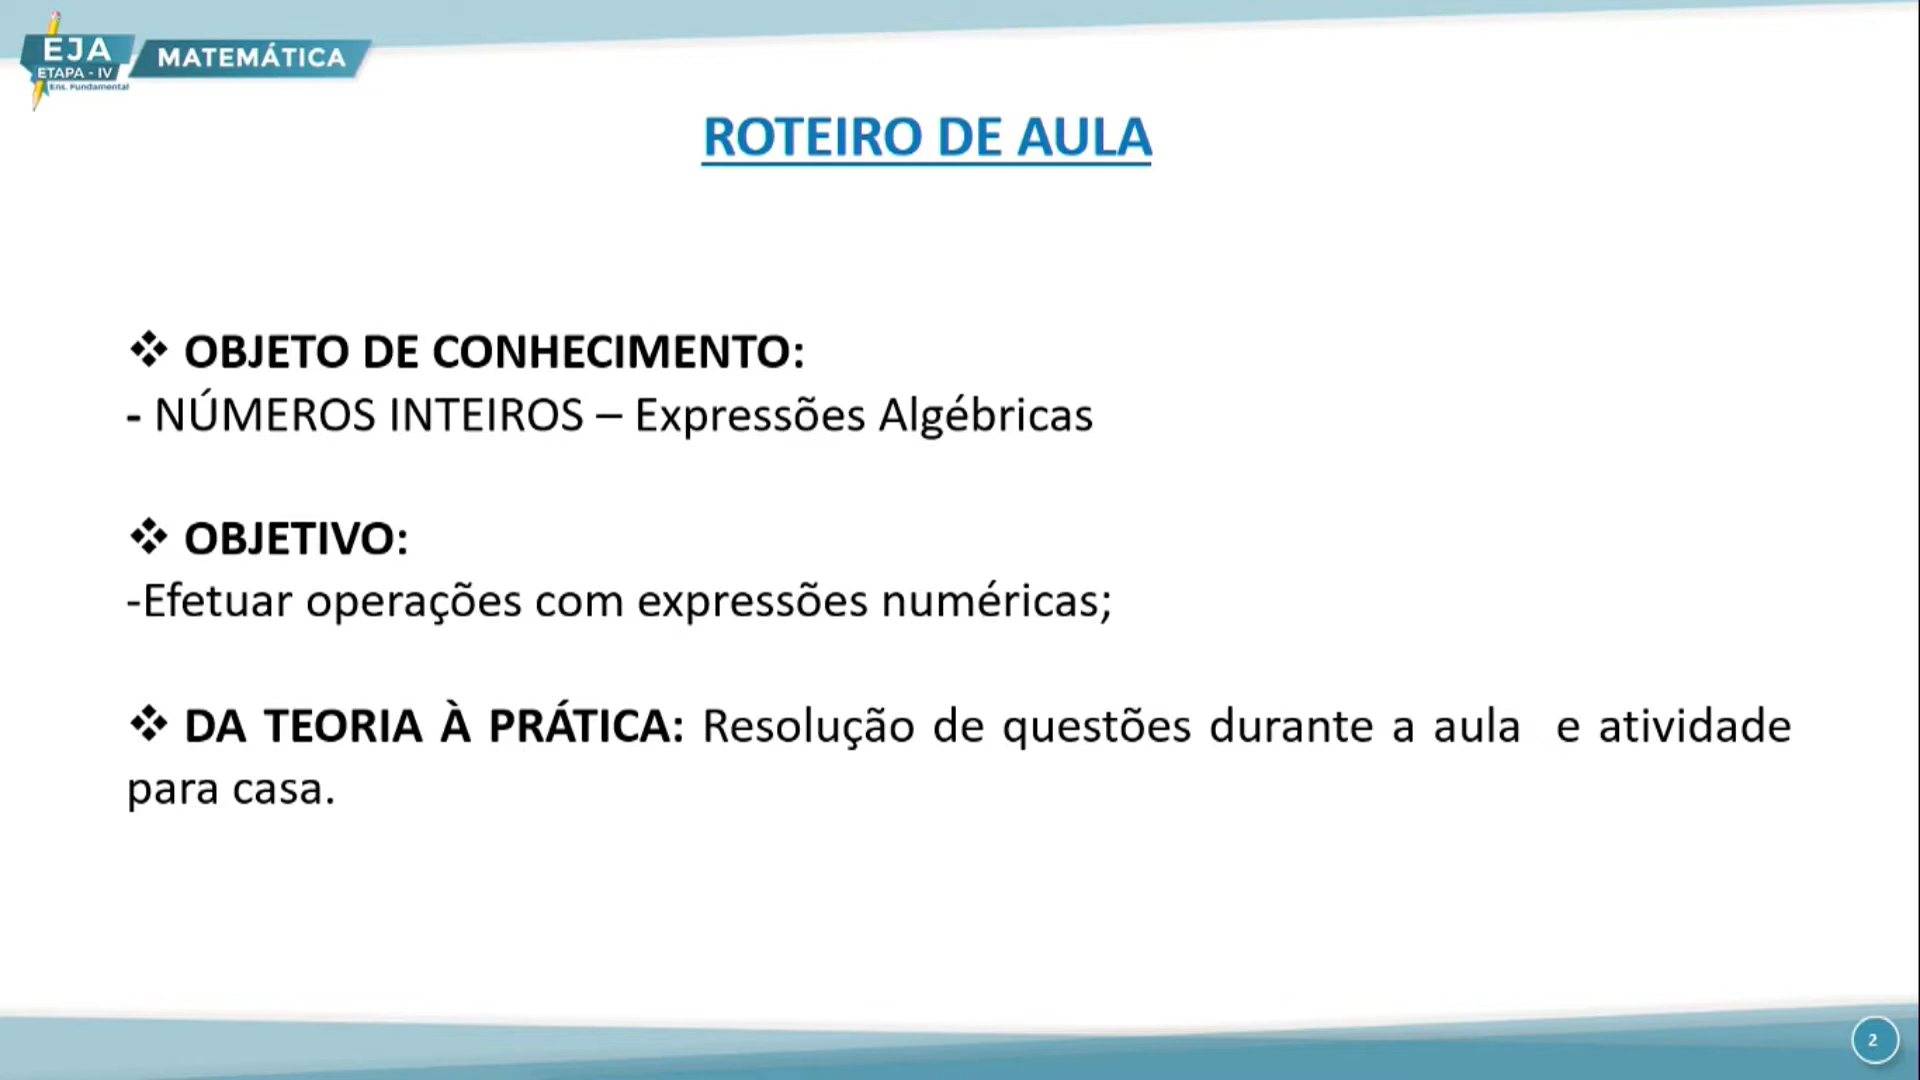 EJA
ETAPA - IV
Ens. Fundamental
MATEMÁTICA
ROTEIRO DE AULA
❖ OBJETO DE CONHECIMENTO:
- NÚMEROS INTEIROS – Expressões Algébricas
❖ OBJETIVO:
-Efetuar operações com expressões numéricas;
❖ DA TEORIA À PRÁTICA: Resolução de questões durante a aula e atividade
para casa.
2